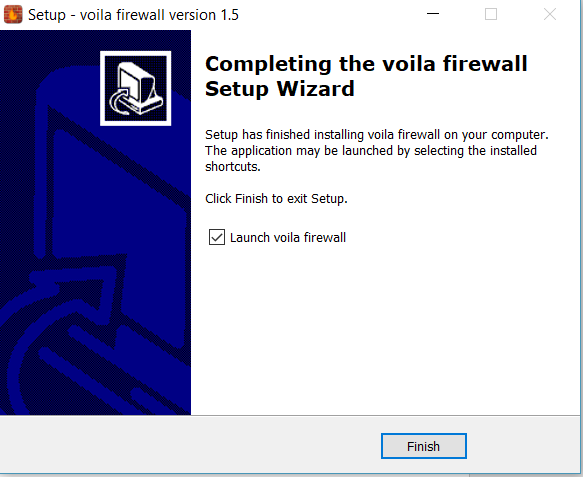 Setup - voila firewall version 1.5
Completing the voila firewall
Setup Wizard
Setup has finished installing voila firewall on your computer.
The application may be launched by selecting the installed
shortcuts.
Click Finish to exit Setup.
Launch voila firewall
Finish